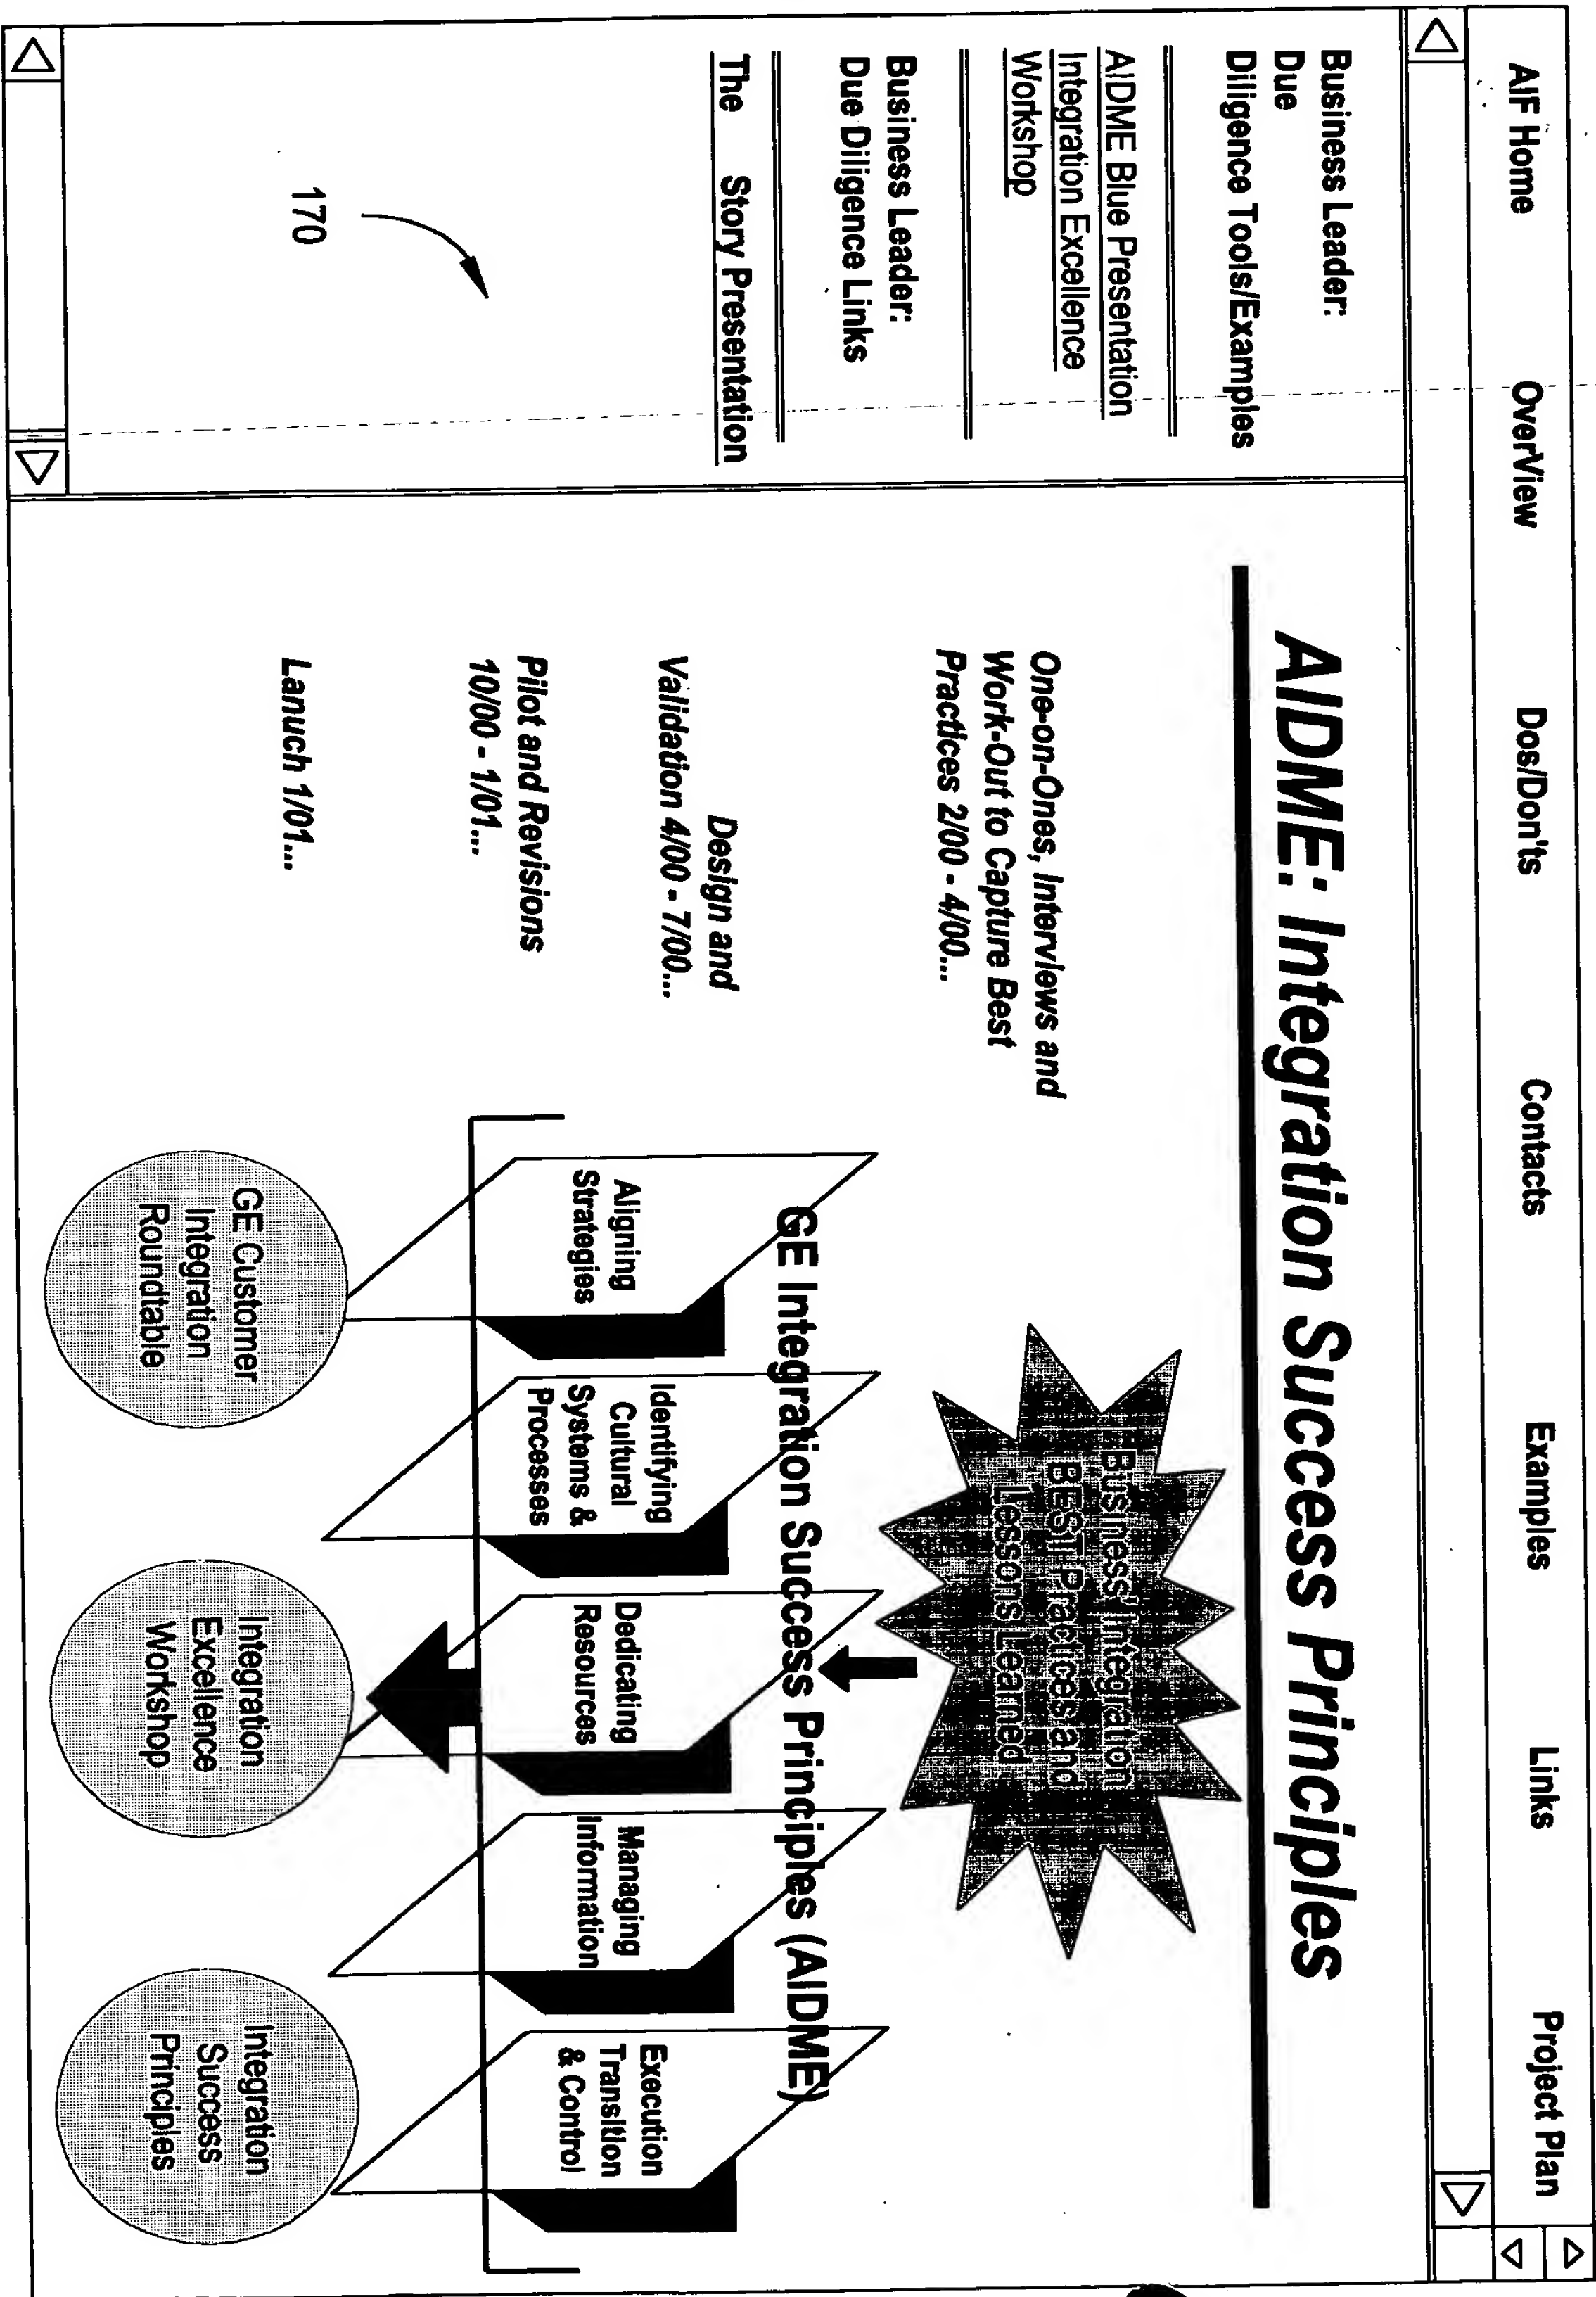 AIF Home OverView Dos/Don'ts Contacts Examples Links Project Plan
Business Leader:
Due
Diligence Tools/Examples
AIDME Blue Presentation
Integration Excellence
Workshop
Business Leader:
Due Diligence Links
The Story Presentation
170
AIDME: Integration Success Principles
One-on-Ones, Interviews and
Work-Out to Capture Best
Practices 2/00 - 4/00...
Business' Integration
BEST Practices and
Lessons Learned
Design and
Validation 4/00 - 7/00...
GE Integration Success Principles (AIDME)
Pilot and Revisions
10/00 - 1/01...
Aligning
Strategies
Identifying
Cultural
Systems &
Processes
Dedicating
Resources
Managing
Information
Execution
Transition
& Control
Lanuch 1/01...
GE Customer
Integration
Roundtable
Integration
Excellence
Workshop
Integration
Success
Principles